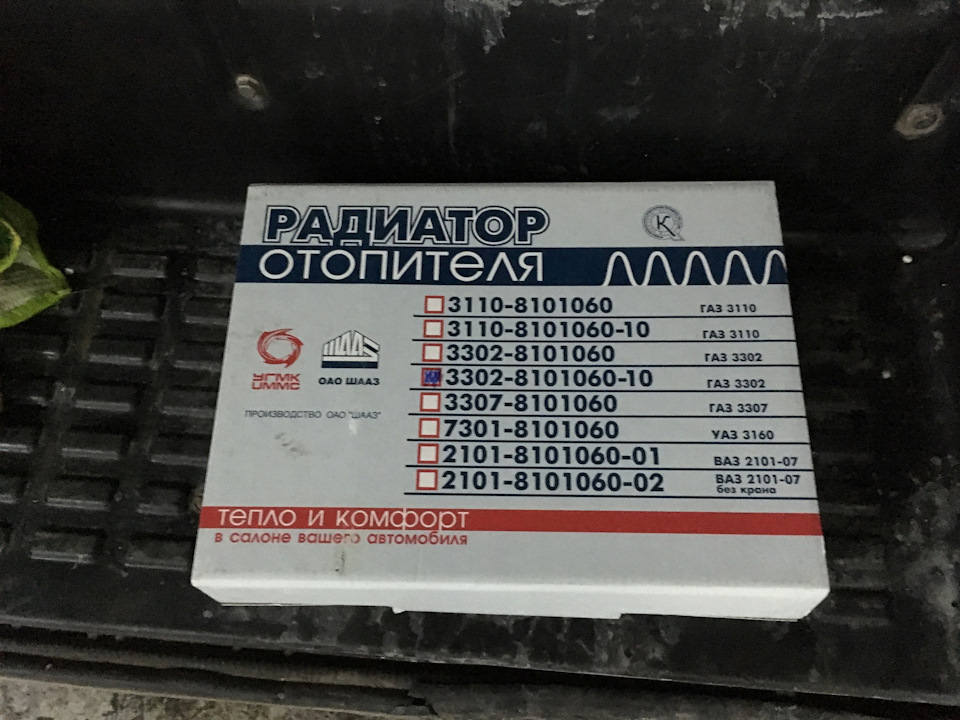 РАДИАТОР
К
ОТОПИТЕЛЯ
3110-8101060 ГАЗ 3110
3110-8101060-10 ГАЗ 3110
3302-8101060 ГАЗ 3302
3302-8101060-10 ГАЗ 3302
3307-8101060 ГАЗ 3307
7301-8101060 УАЗ 3160
2101-8101060-01 ВАЗ 2101-07
2101-8101060-02 ВАЗ 2101-07
без крана
УГМК
UMMC
ШААЗ
ОАО ШААЗ
ПРОИЗВОДСТВО ОАО "ШААЗ"
тепло и комфорт
в салоне вашего автомобиля